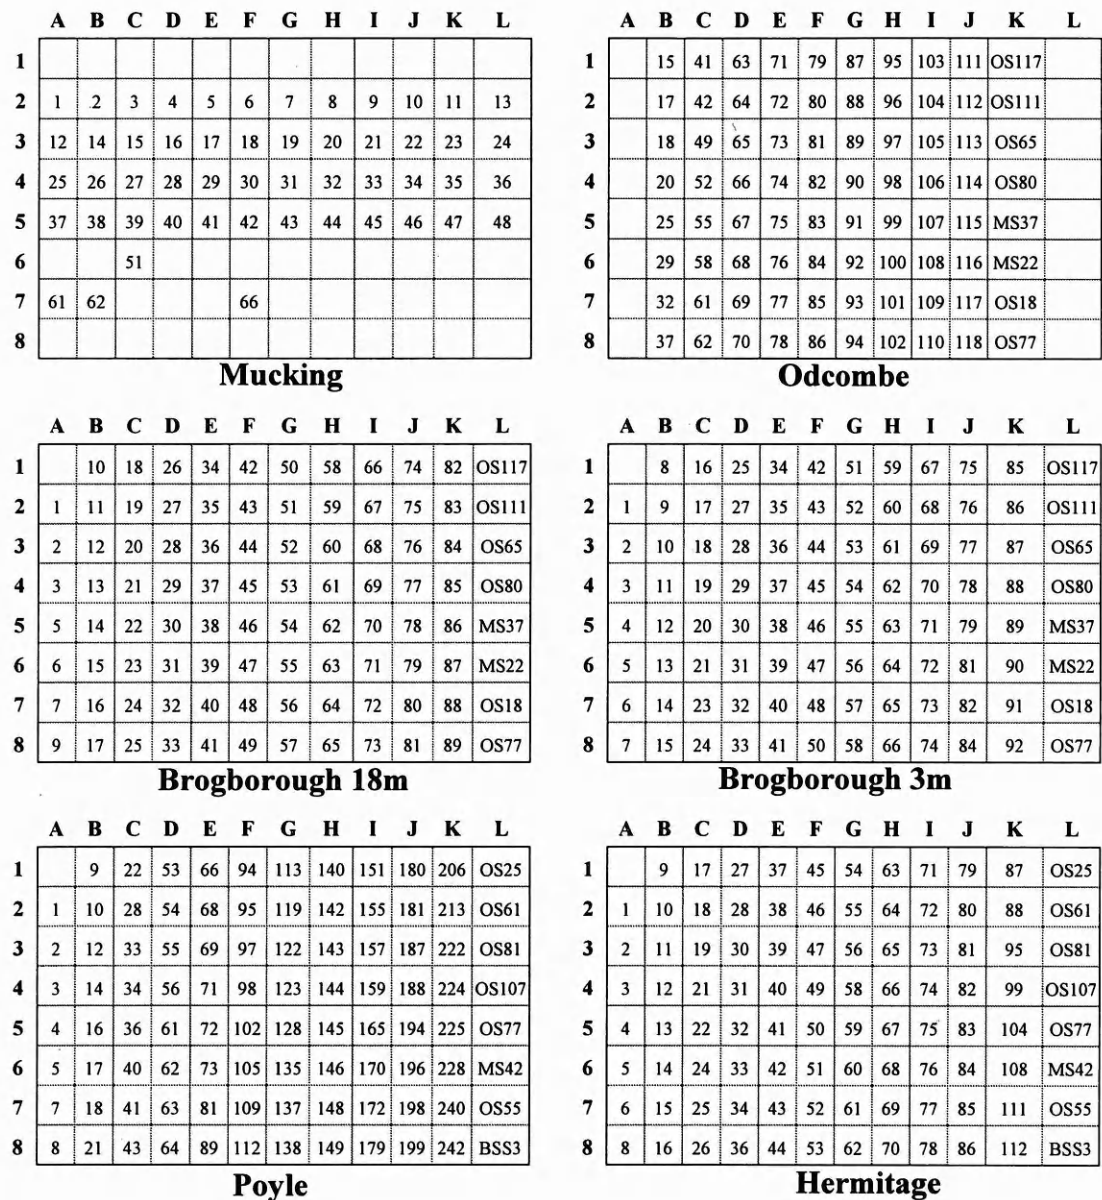 A B C D E F G H I J K L
1
2 1 2 3 4 5 6 7 8 9 10 11 13
3 12 14 15 16 17 18 19 20 21 22 23 24
4 25 26 27 28 29 30 31 32 33 34 35 36
5 37 38 39 40 41 42 43 44 45 46 47 48
6 51
7 61 62 66
8
Mucking
A B C D E F G H I J K L
1 15 41 63 71 79 87 95 103 111 OS117
2 17 42 64 72 80 88 96 104 112 OS111
3 18 49 65 73 81 89 97 105 113 OS65
4 20 52 66 74 82 90 98 106 114 OS80
5 25 55 67 75 83 91 99 107 115 MS37
6 29 58 68 76 84 92 100 108 116 MS22
7 32 61 69 77 85 93 101 109 117 OS18
8 37 62 70 78 86 94 102 110 118 OS77
Odcombe
A B C D E F G H I J K L
1 10 18 26 34 42 50 58 66 74 82 OS117
2 1 11 19 27 35 43 51 59 67 75 83 OS111
3 2 12 20 28 36 44 52 60 68 76 84 OS65
4 3 13 21 29 37 45 53 61 69 77 85 OS80
5 5 14 22 30 38 46 54 62 70 78 86 MS37
6 6 15 23 31 39 47 55 63 71 79 87 MS22
7 7 16 24 32 40 48 56 64 72 80 88 OS18
8 9 17 25 33 41 49 57 65 73 81 89 OS77
Brogborough 18m
A B C D E F G H I J K L
1 8 16 25 34 42 51 59 67 75 85 OS117
2 1 9 17 27 35 43 52 60 68 76 86 OS111
3 2 10 18 28 36 44 53 61 69 77 87 OS65
4 3 11 19 29 37 45 54 62 70 78 88 OS80
5 4 12 20 30 38 46 55 63 71 79 89 MS37
6 5 13 21 31 39 47 56 64 72 81 90 MS22
7 6 14 23 32 40 48 57 65 73 82 91 OS18
8 7 15 24 33 41 50 58 66 74 84 92 OS77
Brogborough 3m
A B C D E F G H I J K L
1 9 22 53 66 94 113 140 151 180 206 OS25
2 1 10 28 54 68 95 119 142 155 181 213 OS61
3 2 12 33 55 69 97 122 143 157 187 222 OS81
4 3 14 34 56 71 98 123 144 159 188 224 OS107
5 4 16 36 61 72 102 128 145 165 194 225 OS77
6 5 17 40 62 73 105 135 146 170 196 228 MS42
7 7 18 41 63 81 109 137 148 172 198 240 OS55
8 8 21 43 64 89 112 138 149 179 199 242 BSS3
Poyle
A B C D E F G H I J K L
1 9 17 27 37 45 54 63 71 79 87 OS25
2 1 10 18 28 38 46 55 64 72 80 88 OS61
3 2 11 19 30 39 47 56 65 73 81 95 OS81
4 3 12 21 31 40 49 58 66 74 82 99 OS107
5 4 13 22 32 41 50 59 67 75 83 104 OS77
6 5 14 24 33 42 51 60 68 76 84 108 MS42
7 6 15 25 34 43 52 61 69 77 85 111 OS55
8 8 16 26 36 44 53 62 70 78 86 112 BSS3
Hermitage